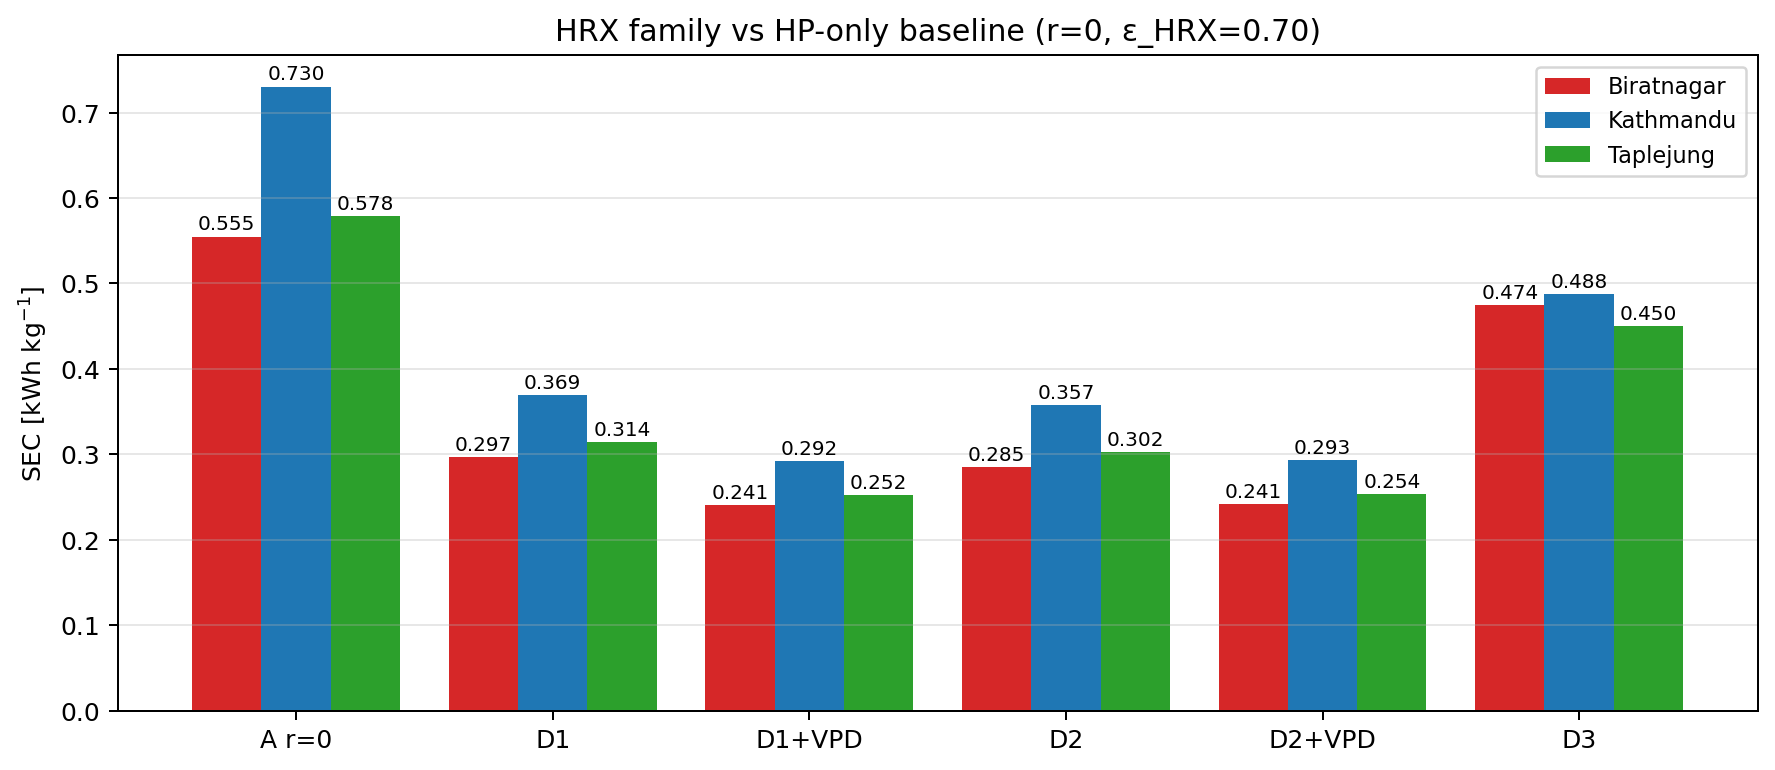 HRX family vs HP-only baseline (r=0, ε_HRX=0.70)
SEC [kWh kg⁻¹]
0.7
0.6
0.5
0.4
0.3
0.2
0.1
0.0
Biratnagar
Kathmandu
Taplejung
0.555
0.730
0.578
0.297
0.369
0.314
0.241
0.292
0.252
0.285
0.357
0.302
0.241
0.293
0.254
0.474
0.488
0.450
A r=0
D1
D1+VPD
D2
D2+VPD
D3